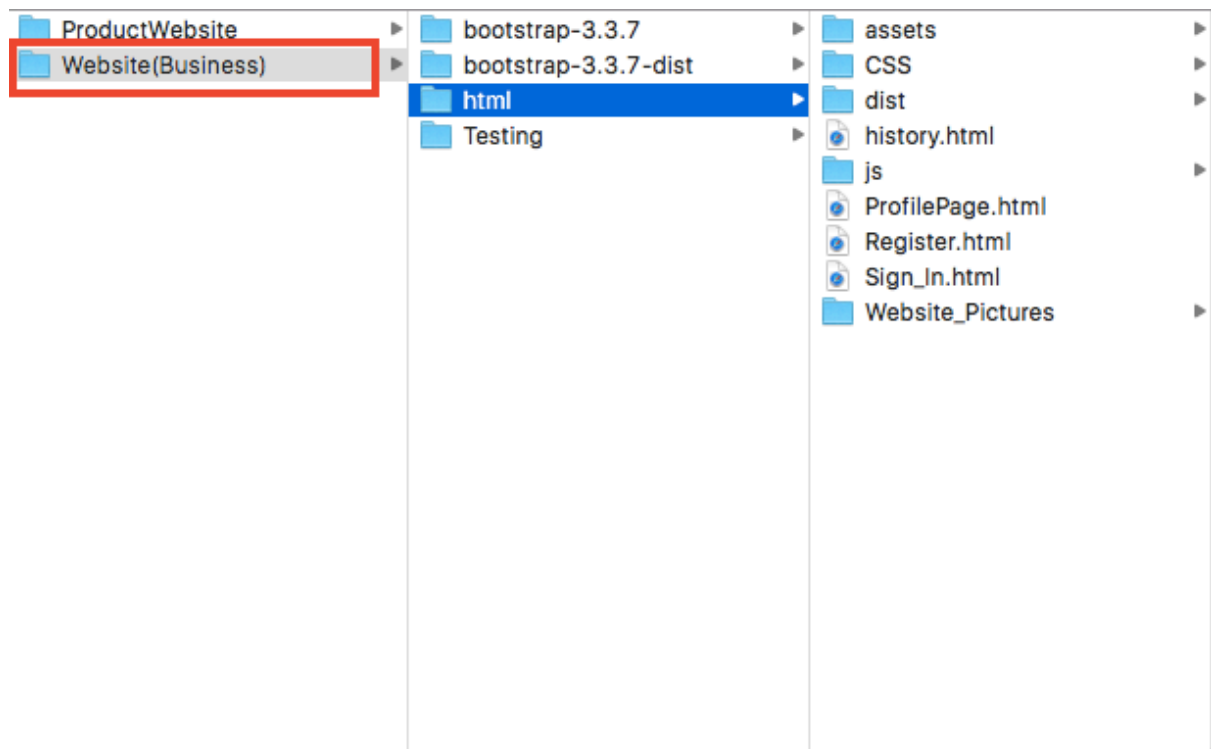 ProductWebsite
Website(Business)
bootstrap-3.3.7
bootstrap-3.3.7-dist
html
Testing
assets
CSS
dist
history.html
js
ProfilePage.html
Register.html
Sign_In.html
Website_Pictures